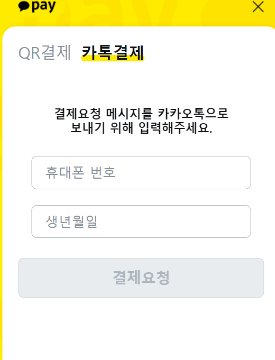 pay
QR결제 카톡결제
결제요청 메시지를 카카오톡으로
보내기 위해 입력해주세요.
휴대폰 번호
생년월일
결제요청